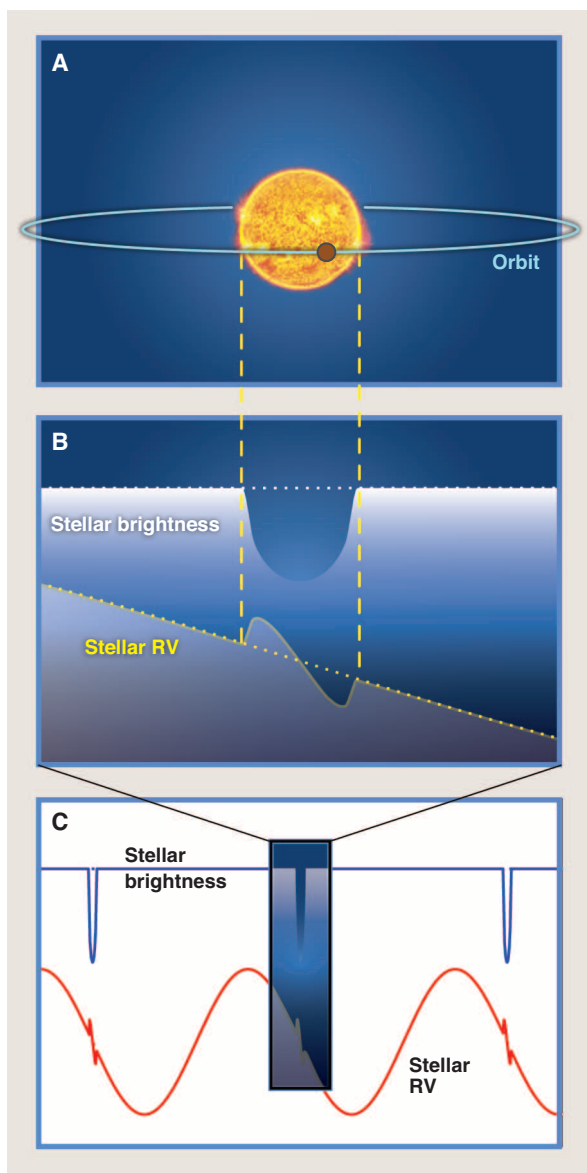 A
Orbit
B
Stellar brightness
Stellar RV
C
Stellar
brightness
Stellar
RV